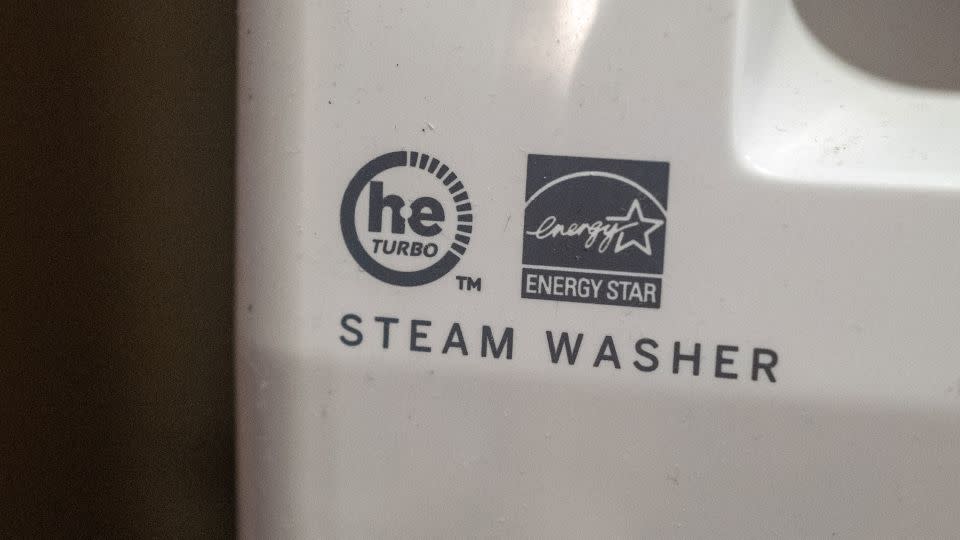 he
TURBO
TM
energy
ENERGY STAR
STEAM WASHER